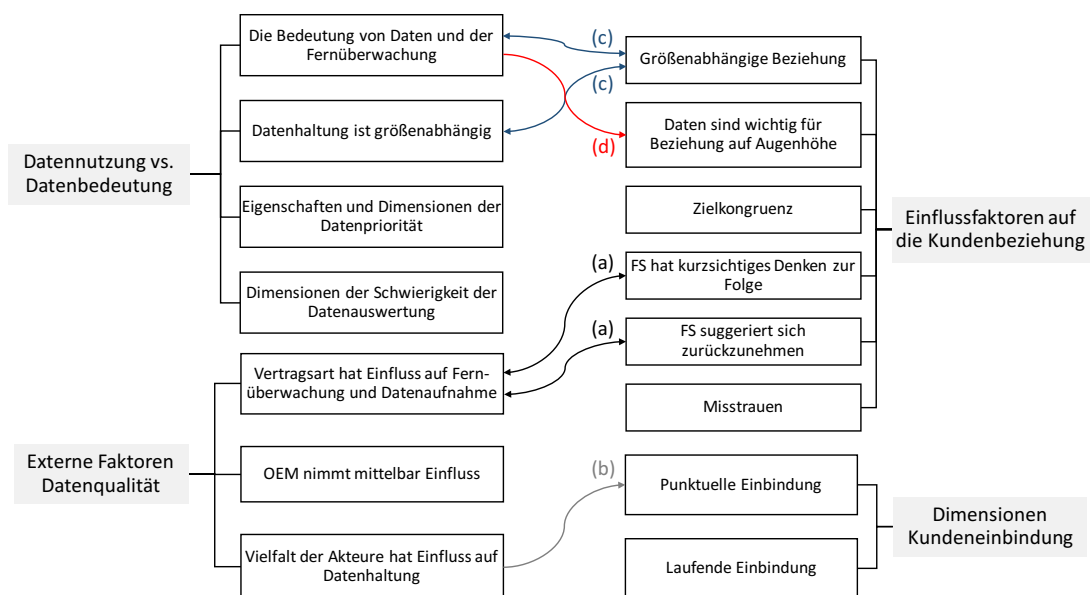 Datennutzung vs.
Datenbedeutung
Die Bedeutung von Daten und der
Fernüberwachung
Datenhaltung ist größenabhängig
Eigenschaften und Dimensionen der
Datenpriorität
Dimensionen der Schwierigkeit der
Datenauswertung
Externe Faktoren
Datenqualität
Vertragsart hat Einfluss auf Fern-
überwachung und Datenaufnahme
OEM nimmt mittelbar Einfluss
Vielfalt der Akteure hat Einfluss auf
Datenhaltung
(c)
(c)
(d)
(a)
(a)
(b)
Größenabhängige Beziehung
Daten sind wichtig für
Beziehung auf Augenhöhe
Zielkongruenz
FS hat kurzsichtiges Denken zur
Folge
FS suggeriert sich
zurückzunehmen
Misstrauen
Einflussfaktoren auf
die Kundenbeziehung
Punktuelle Einbindung
Laufende Einbindung
Dimensionen
Kundeneinbindung